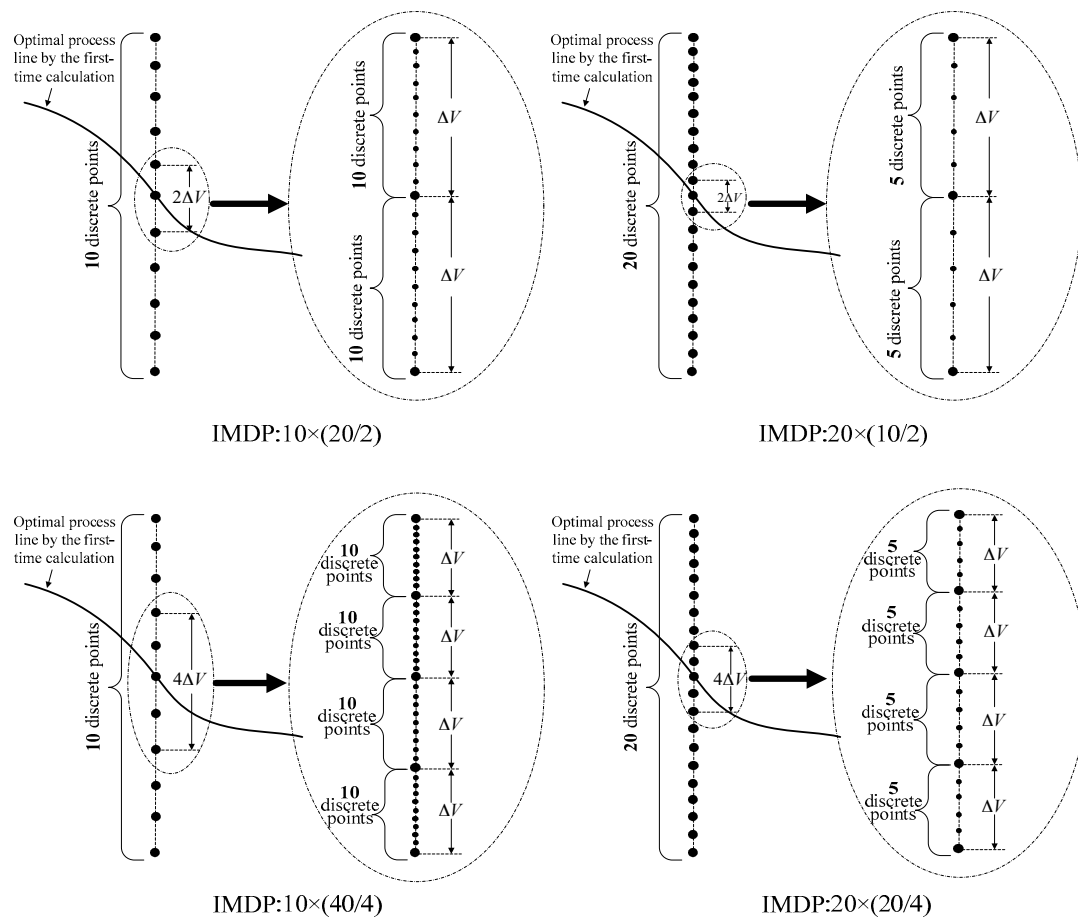 Optimal process
line by the first-
time calculation
10 discrete points
2ΔV
10 discrete points
10 discrete points
ΔV
ΔV
IMDP:10×(20/2)
Optimal process
line by the first-
time calculation
20 discrete points
2ΔV
5 discrete points
5 discrete points
ΔV
ΔV
IMDP:20×(10/2)
Optimal process
line by the first-
time calculation
10 discrete points
4ΔV
10
discrete
points
10
discrete
points
10
discrete
points
10
discrete
points
ΔV
ΔV
ΔV
ΔV
IMDP:10×(40/4)
Optimal process
line by the first-
time calculation
20 discrete points
4ΔV
5
discrete
points
5
discrete
points
5
discrete
points
5
discrete
points
ΔV
ΔV
ΔV
ΔV
IMDP:20×(20/4)